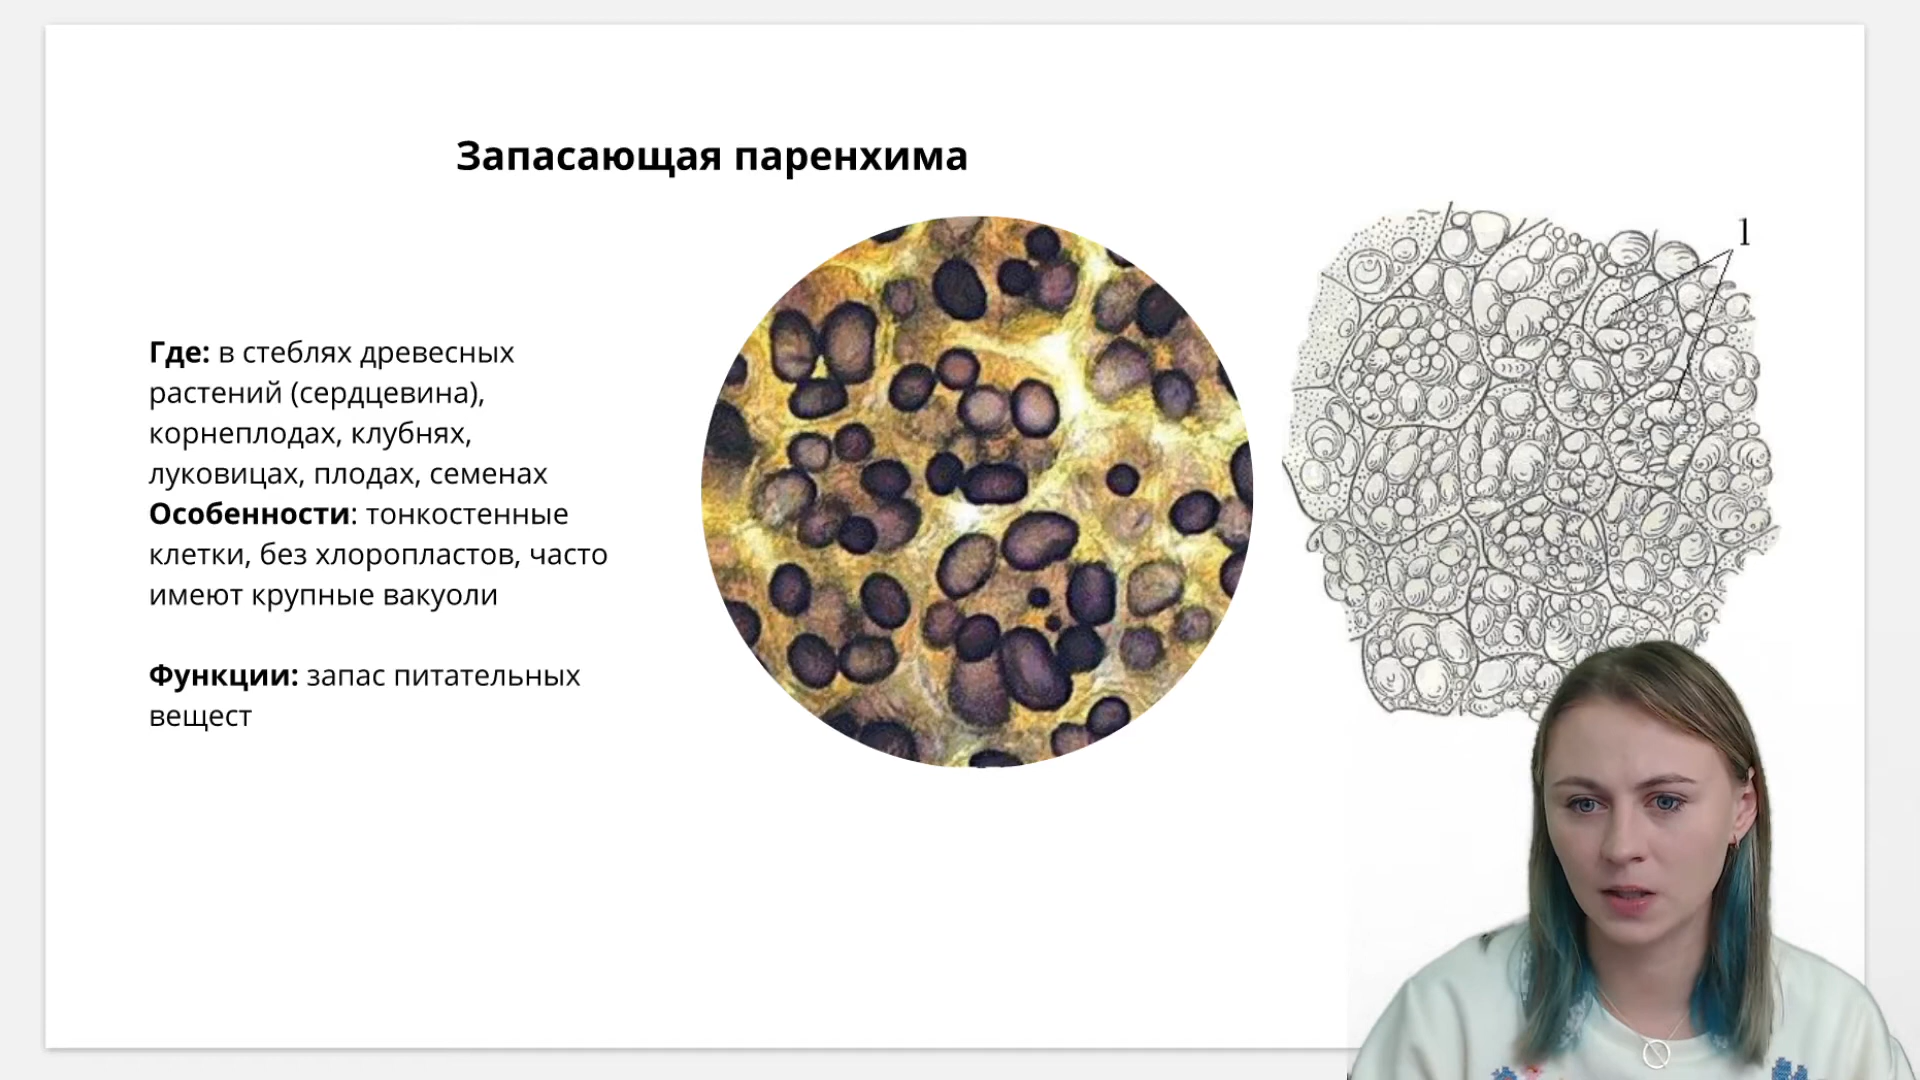 Запасающая паренхима
1
Где: в стеблях древесных
растений (сердцевина),
корнеплодах, клубнях,
луковицах, плодах, семенах
Особенности: тонкостенные
клетки, без хлоропластов, часто
имеют крупные вакуоли
Функции: запас питательных
вещест